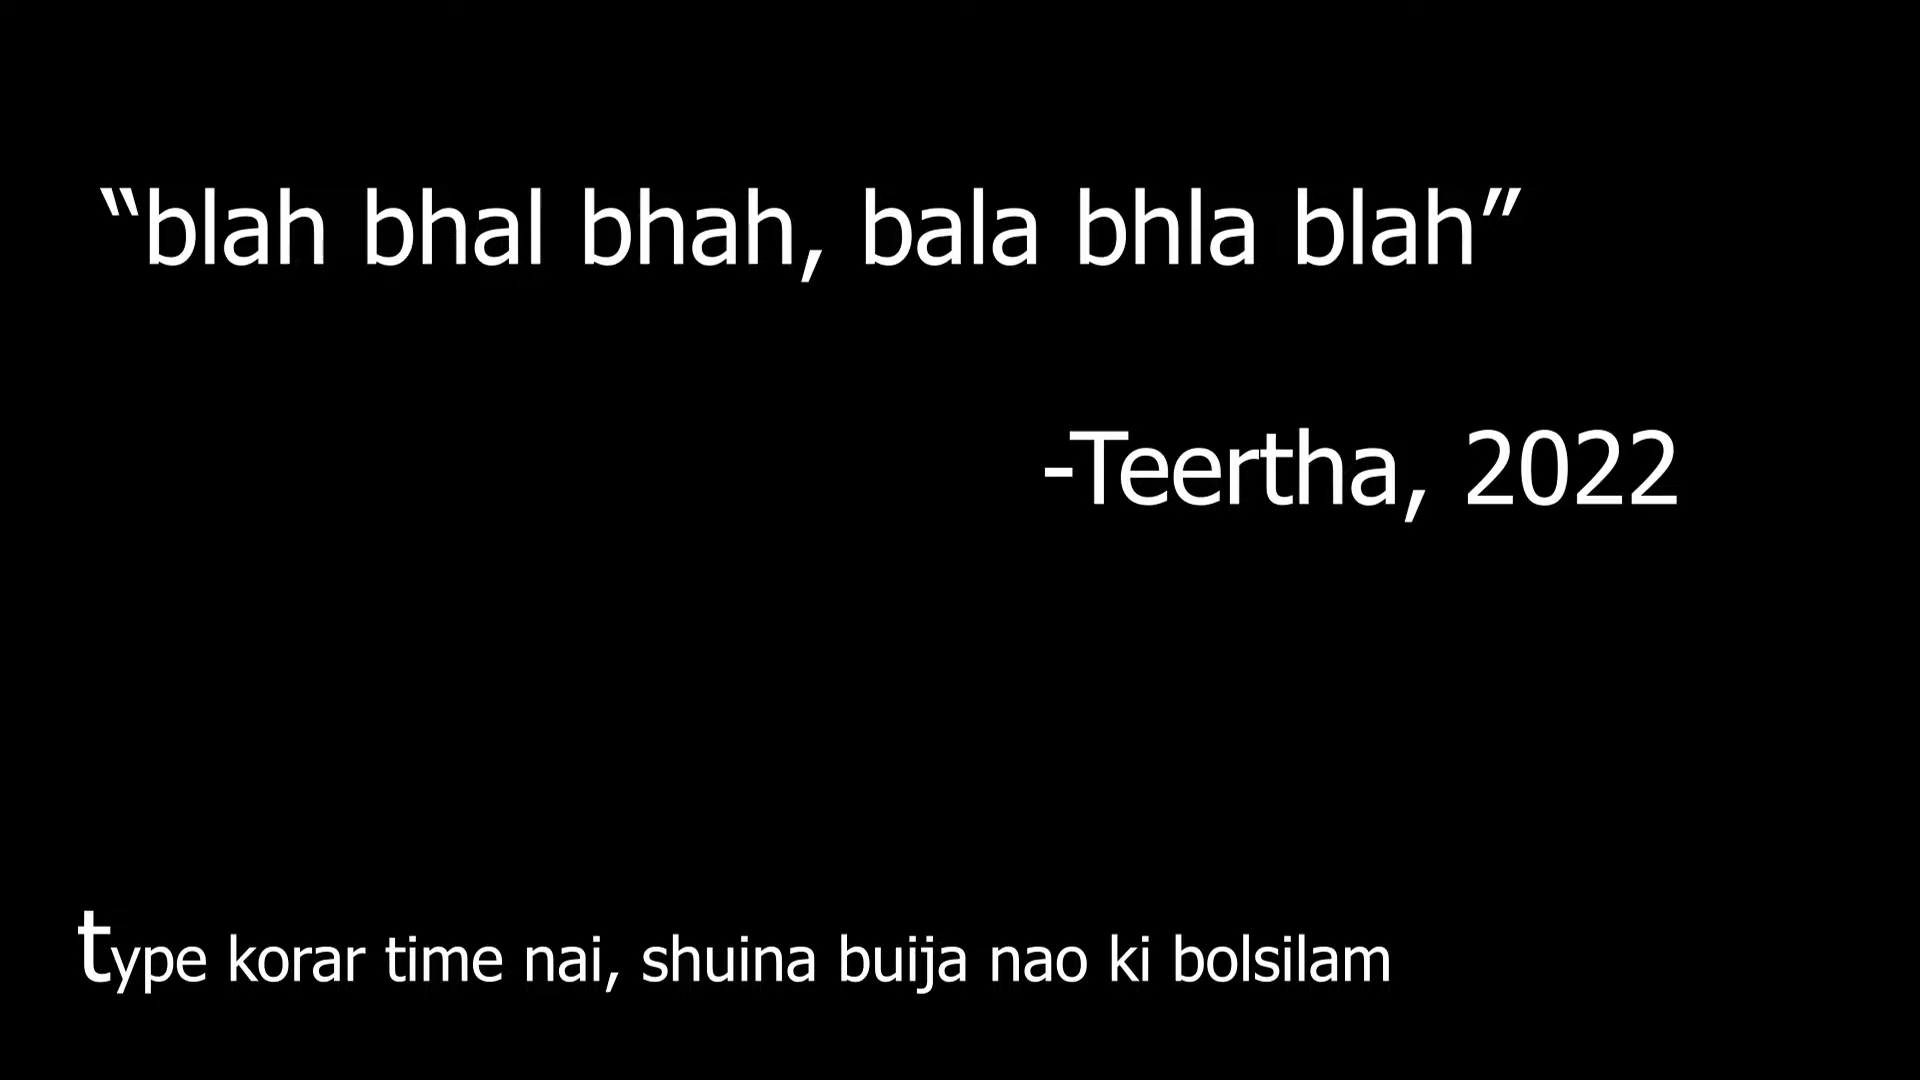 “blah bhal bhah, bala bhla blah”
-Teertha, 2022
type korar time nai, shuina buija nao ki bolsilam